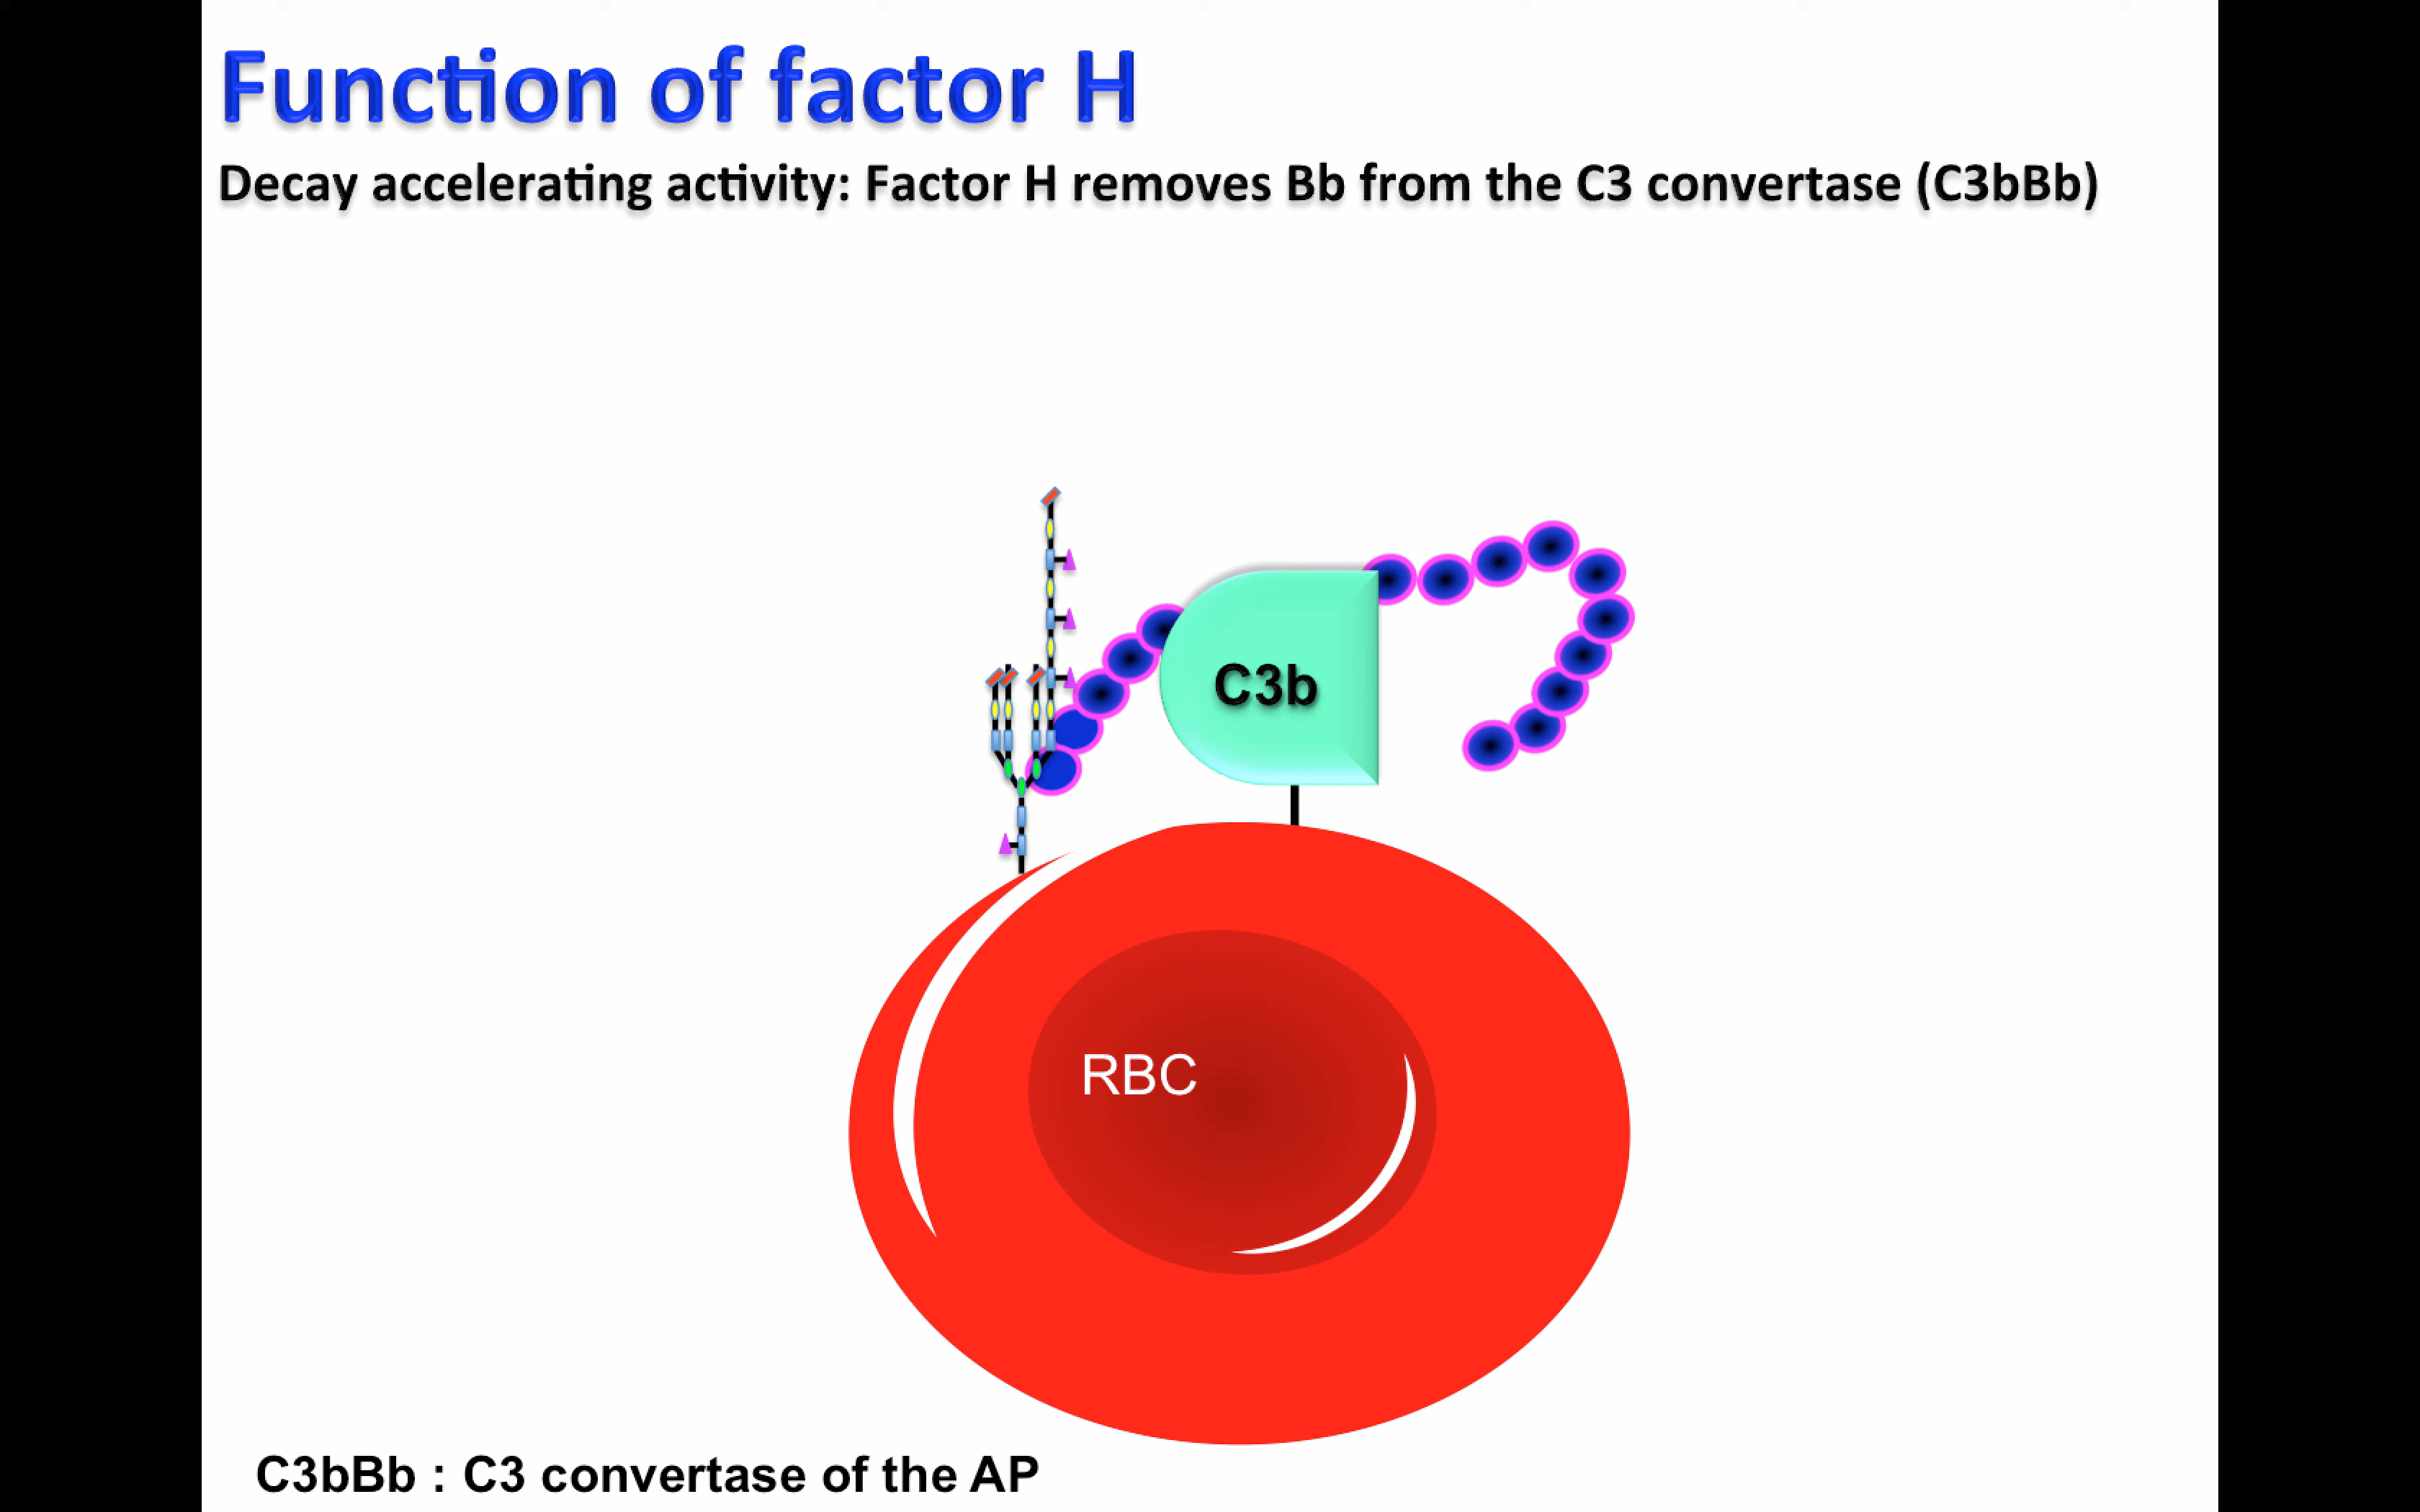 Function of factor H
Decay accelerating activity: Factor H removes Bb from the C3 convertase (C3bBb)
C3b
RBC
C3bBb : C3 convertase of the AP